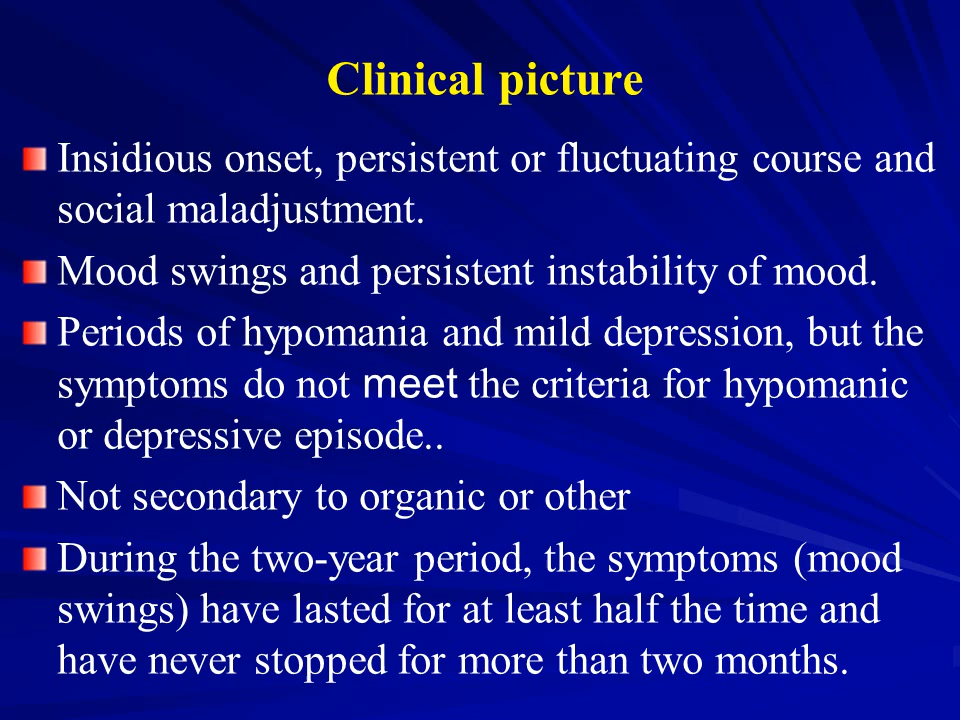 Clinical picture
Insidious onset, persistent or fluctuating course and
social maladjustment.
Mood swings and persistent instability of mood.
Periods of hypomania and mild depression, but the
symptoms do not meet the criteria for hypomanic
or depressive episode..
Not secondary to organic or other
During the two-year period, the symptoms (mood
swings) have lasted for at least half the time and
have never stopped for more than two months.